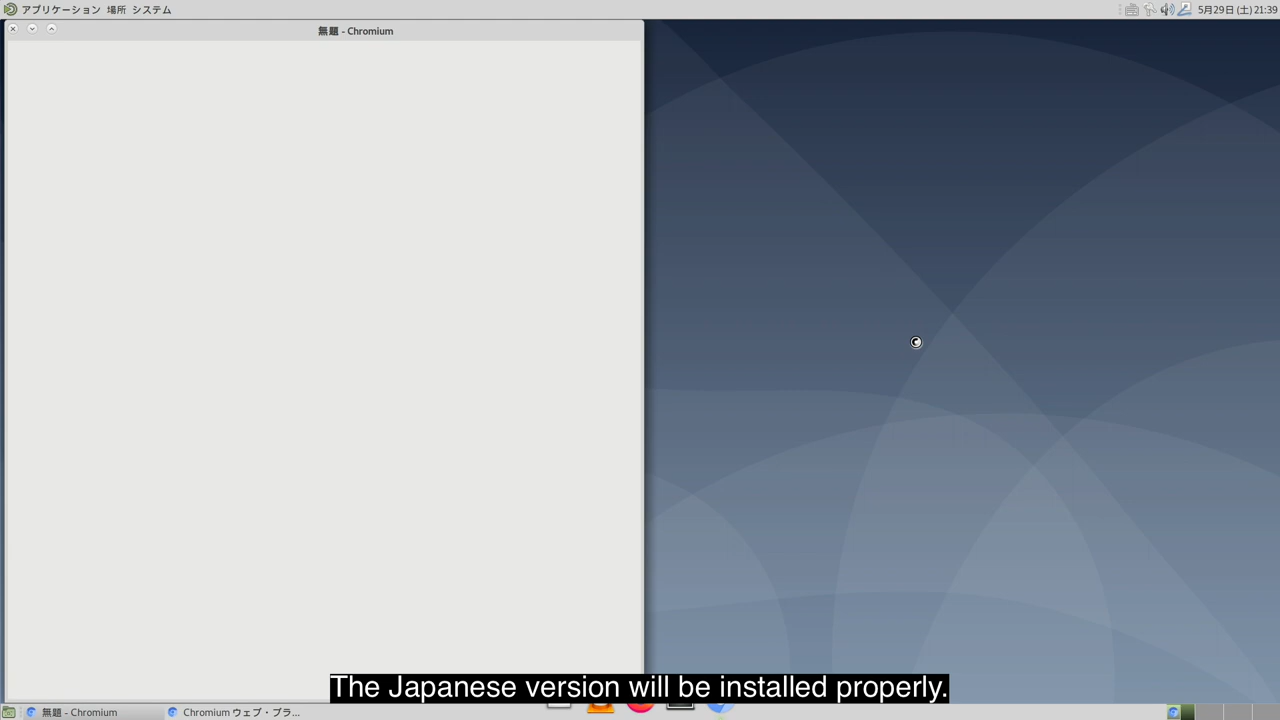 アプリケーション 場所 システム
5月29日 (土) 21:39
無題 - Chromium
The Japanese version will be installed properly.
無題 - Chromium
Chromium ウェブ・ブラ...